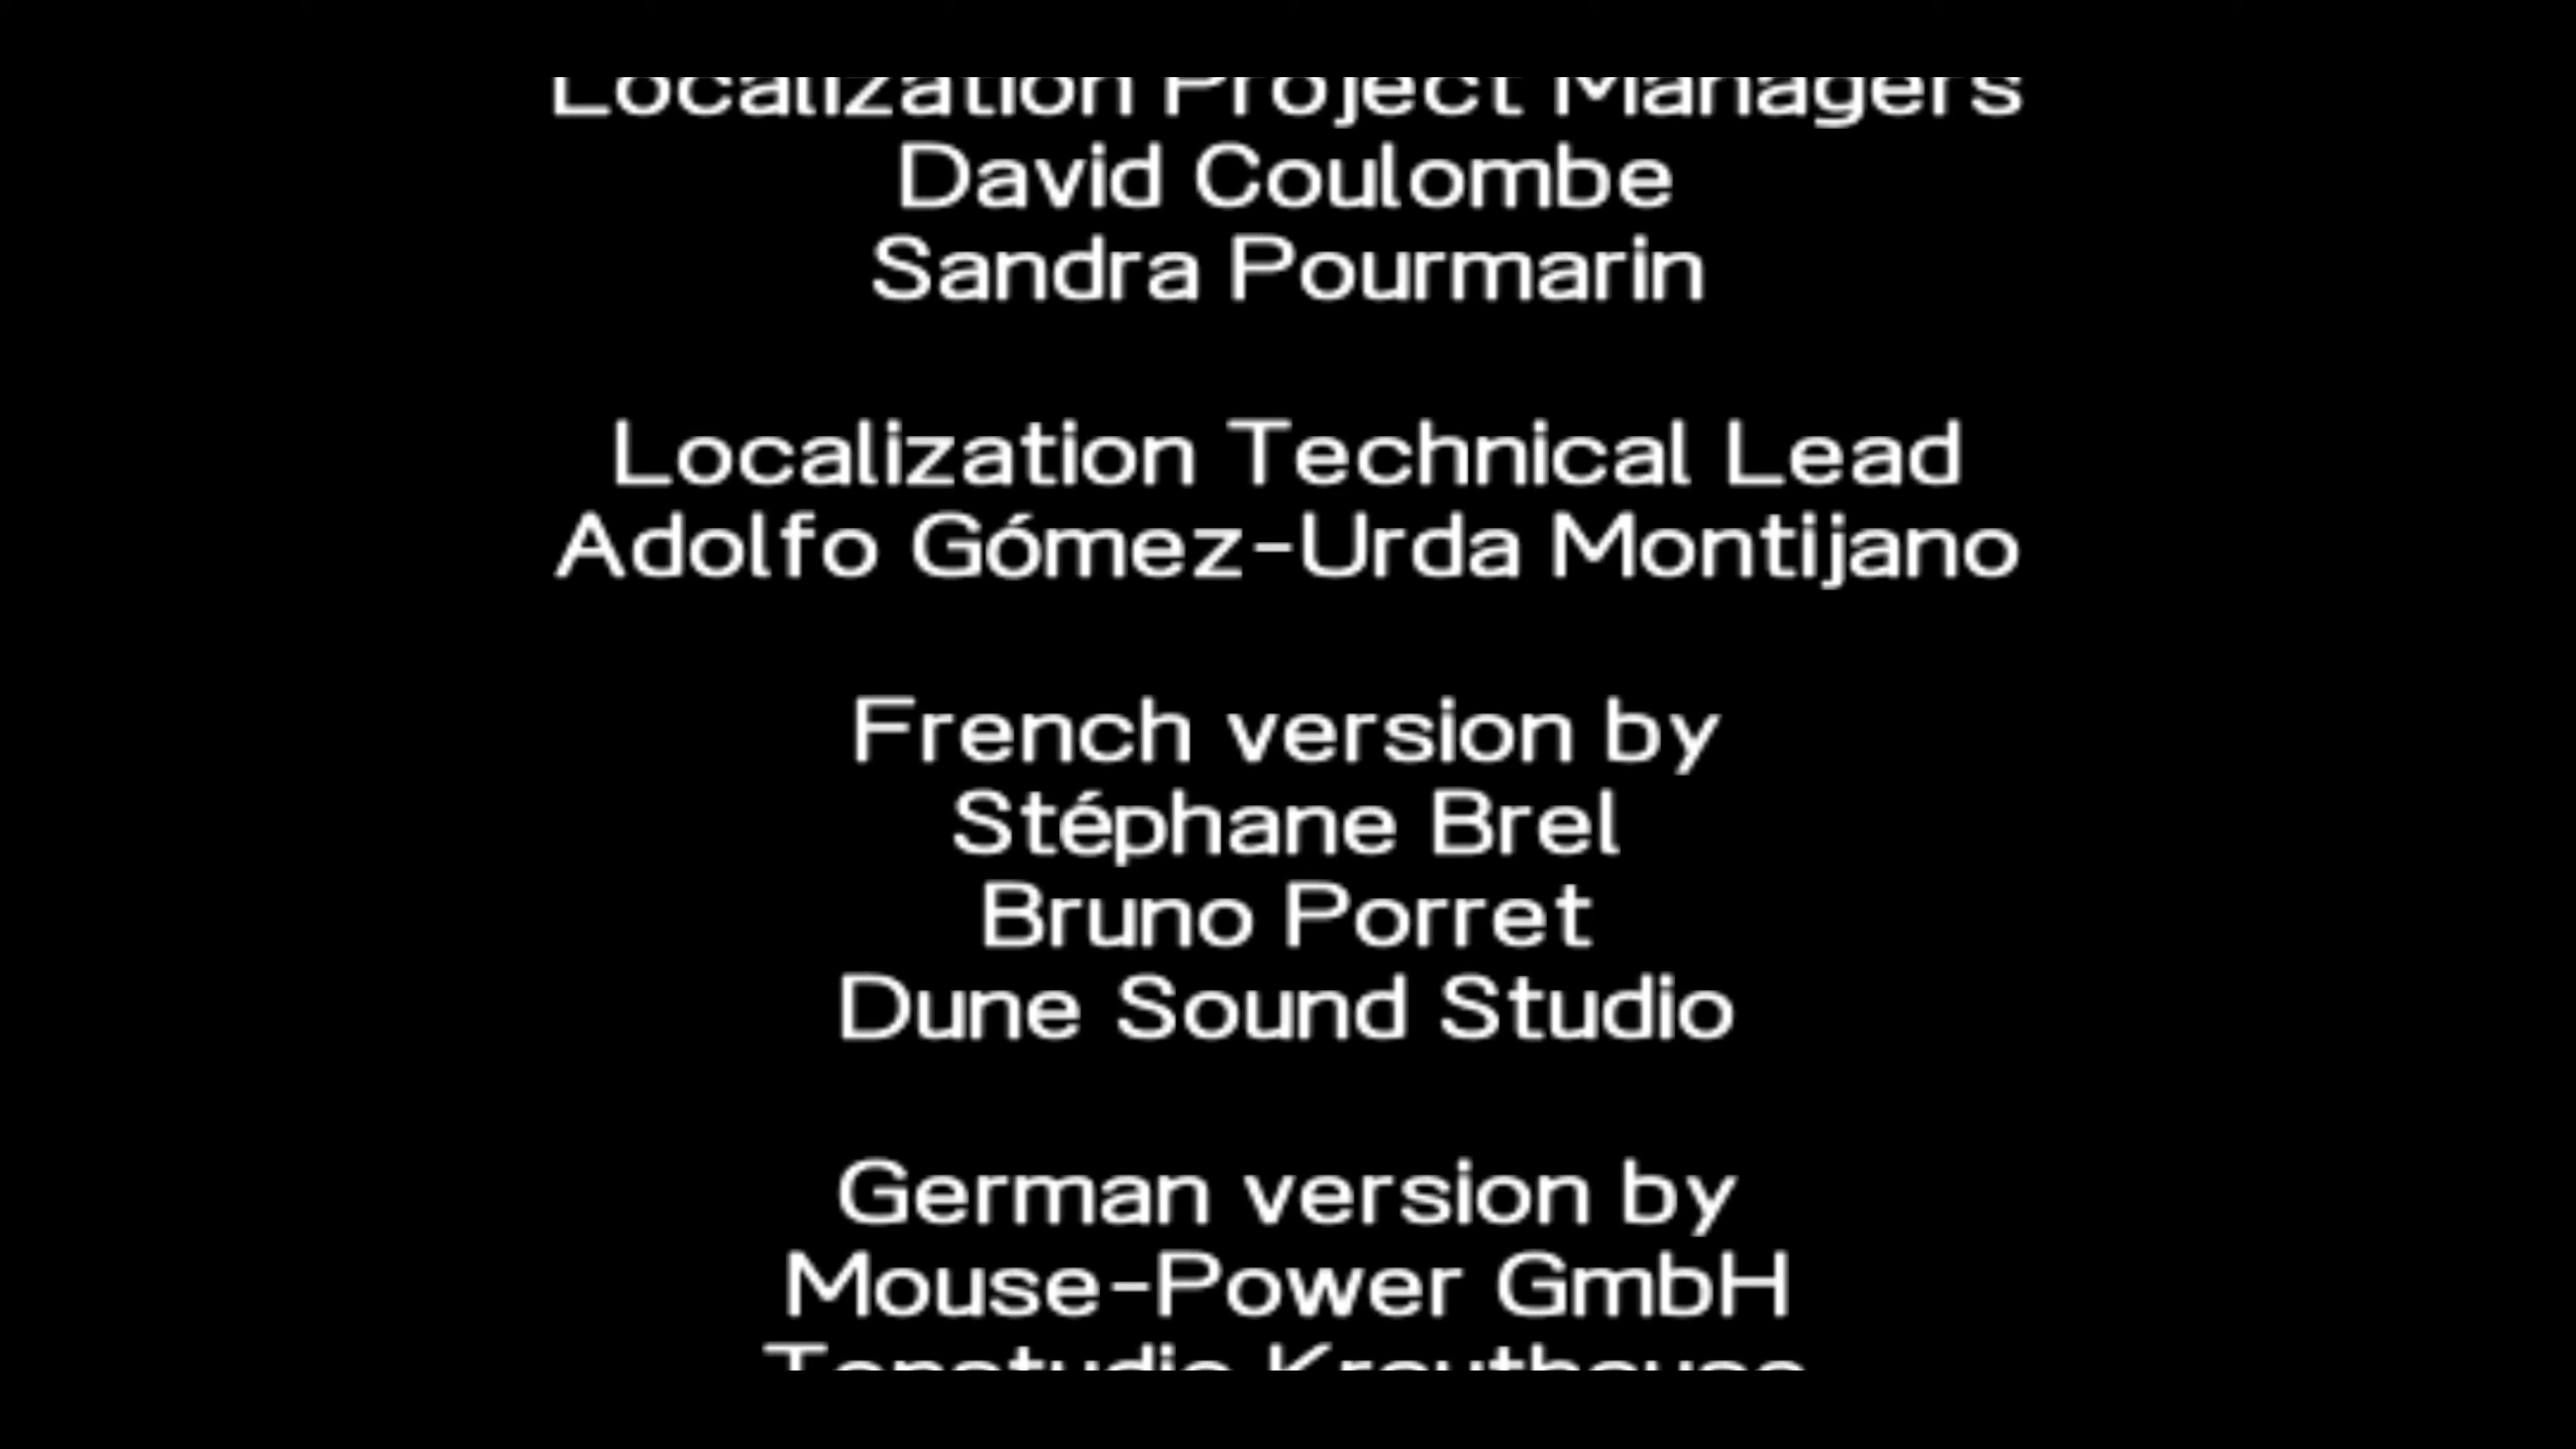 Localization Project Managers
David Coulombe
Sandra Pourmarin
Localization Technical Lead
Adolfo Gómez-Urda Montijano
French version by
Stéphane Brel
Bruno Porret
Dune Sound Studio
German version by
Mouse-Power GmbH
Tonstudio Krauthouse